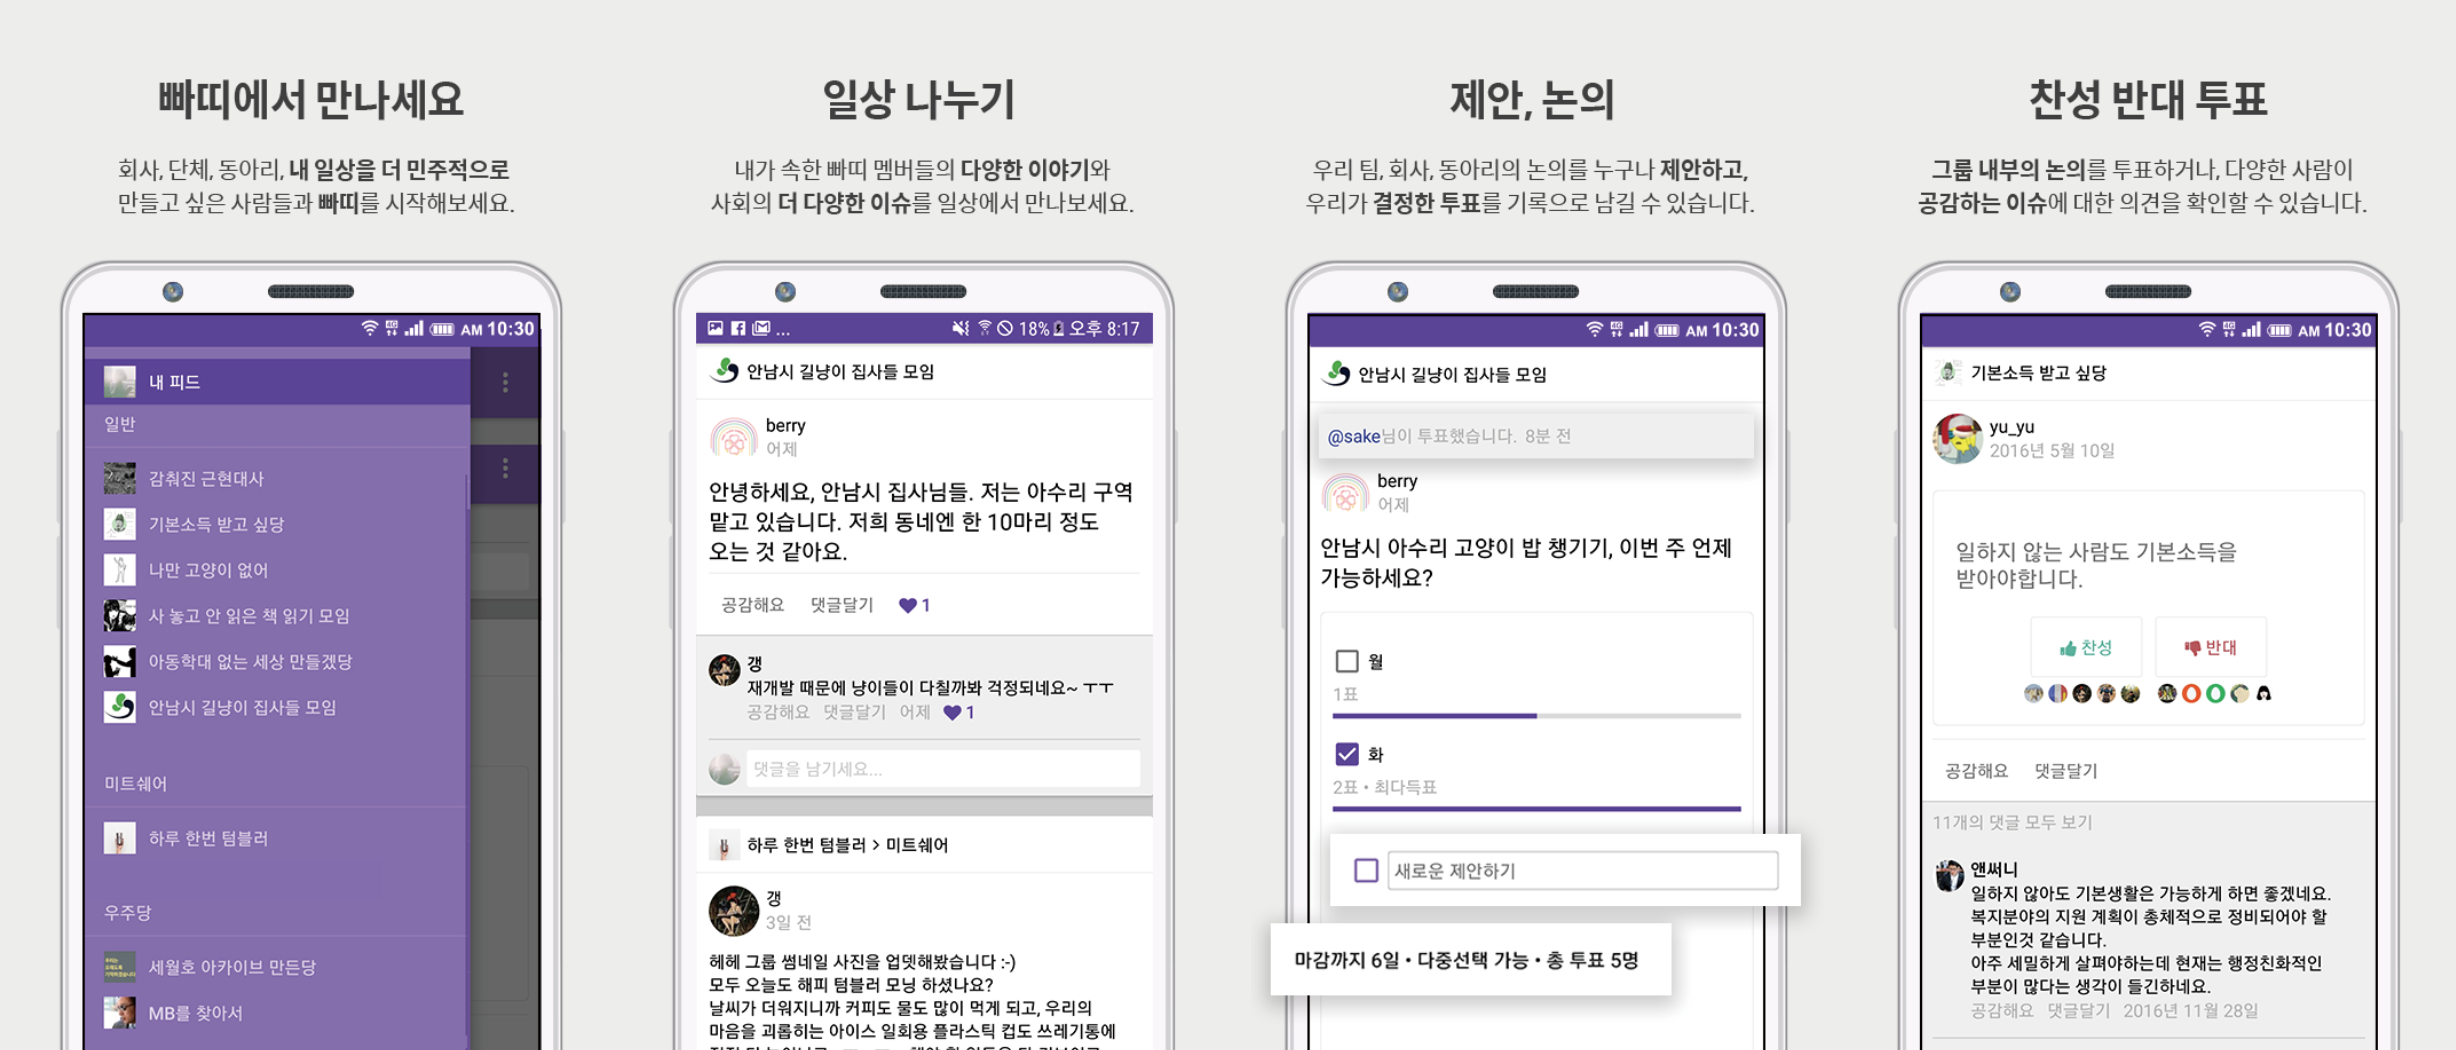 빠띠에서 만나세요
회사, 단체, 동아리, 내 일상을 더 민주적으로
만들고 싶은 사람들과 빠띠를 시작해보세요.
4G AM 10:30
내 피드
일반
감춰진 근현대사
기본소득 받고 싶당
나만 고양이 없어
사 놓고 안 읽은 책 읽기 모임
아동학대 없는 세상 만들겠당
안남시 길냥이 집사들 모임
미트쉐어
하루 한번 텀블러
우주당
세월호 아카이브 만든당
MB를 찾아서
일상 나누기
내가 속한 빠띠 멤버들의 다양한 이야기와
사회의 더 다양한 이슈를 일상에서 만나보세요.
... 18% 오후 8:17
안남시 길냥이 집사들 모임
berry
어제
안녕하세요, 안남시 집사님들. 저는 아수리 구역
맡고 있습니다. 저희 동네엔 한 10마리 정도
오는 것 같아요.
공감해요 댓글달기 1
갱
재개발 때문에 냥이들이 다칠까봐 걱정되네요~ ㅜㅜ
공감해요 댓글달기 어제 1
댓글을 남기세요...
하루 한번 텀블러 > 미트쉐어
갱
3일 전
헤헤 그룹 썸네일 사진을 업뎃해봤습니다 :-)
모두 오늘도 해피 텀블러 모닝 하셨나요?
날씨가 더워지니까 커피도 물도 많이 먹게 되고, 우리의
마음을 괴롭히는 아이스 일회용 플라스틱 컵도 쓰레기통에
제안, 논의
우리 팀, 회사, 동아리의 논의를 누구나 제안하고,
우리가 결정한 투표를 기록으로 남길 수 있습니다.
4G AM 10:30
안남시 길냥이 집사들 모임
@sake님이 투표했습니다. 8분 전
berry
어제
안남시 아수리 고양이 밥 챙기기, 이번 주 언제
가능하세요?
월
1표
화
2표 • 최다득표
새로운 제안하기
마감까지 6일 • 다중선택 가능 • 총 투표 5명
찬성 반대 투표
그룹 내부의 논의를 투표하거나, 다양한 사람이
공감하는 이슈에 대한 의견을 확인할 수 있습니다.
4G AM 10:30
기본소득 받고 싶당
yu_yu
2016년 5월 10일
일하지 않는 사람도 기본소득을
받아야합니다.
찬성 반대
공감해요 댓글달기
11개의 댓글 모두 보기
앤써니
일하지 않아도 기본생활은 가능하게 하면 좋겠네요.
복지분야의 지원 계획이 총체적으로 정비되어야 할
부분인것 같습니다.
아주 세밀하게 살펴야하는데 현재는 행정친화적인
부분이 많다는 생각이 들긴하네요.
공감해요 댓글달기 2016년 11월 28일